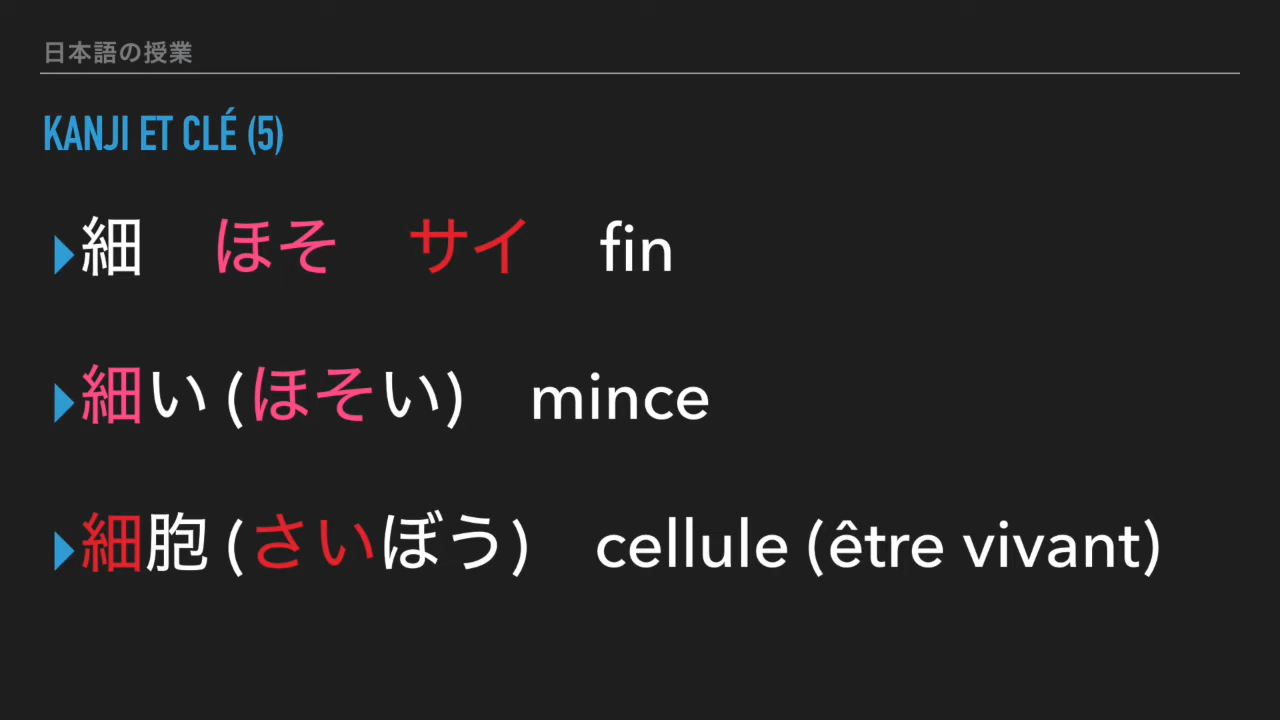 日本語の授業
KANJI ET CLÉ (5)
▸細　ほそ　サイ　fin
▸細い (ほそい)　mince
▸細胞 (さいぼう)　cellule (être vivant)